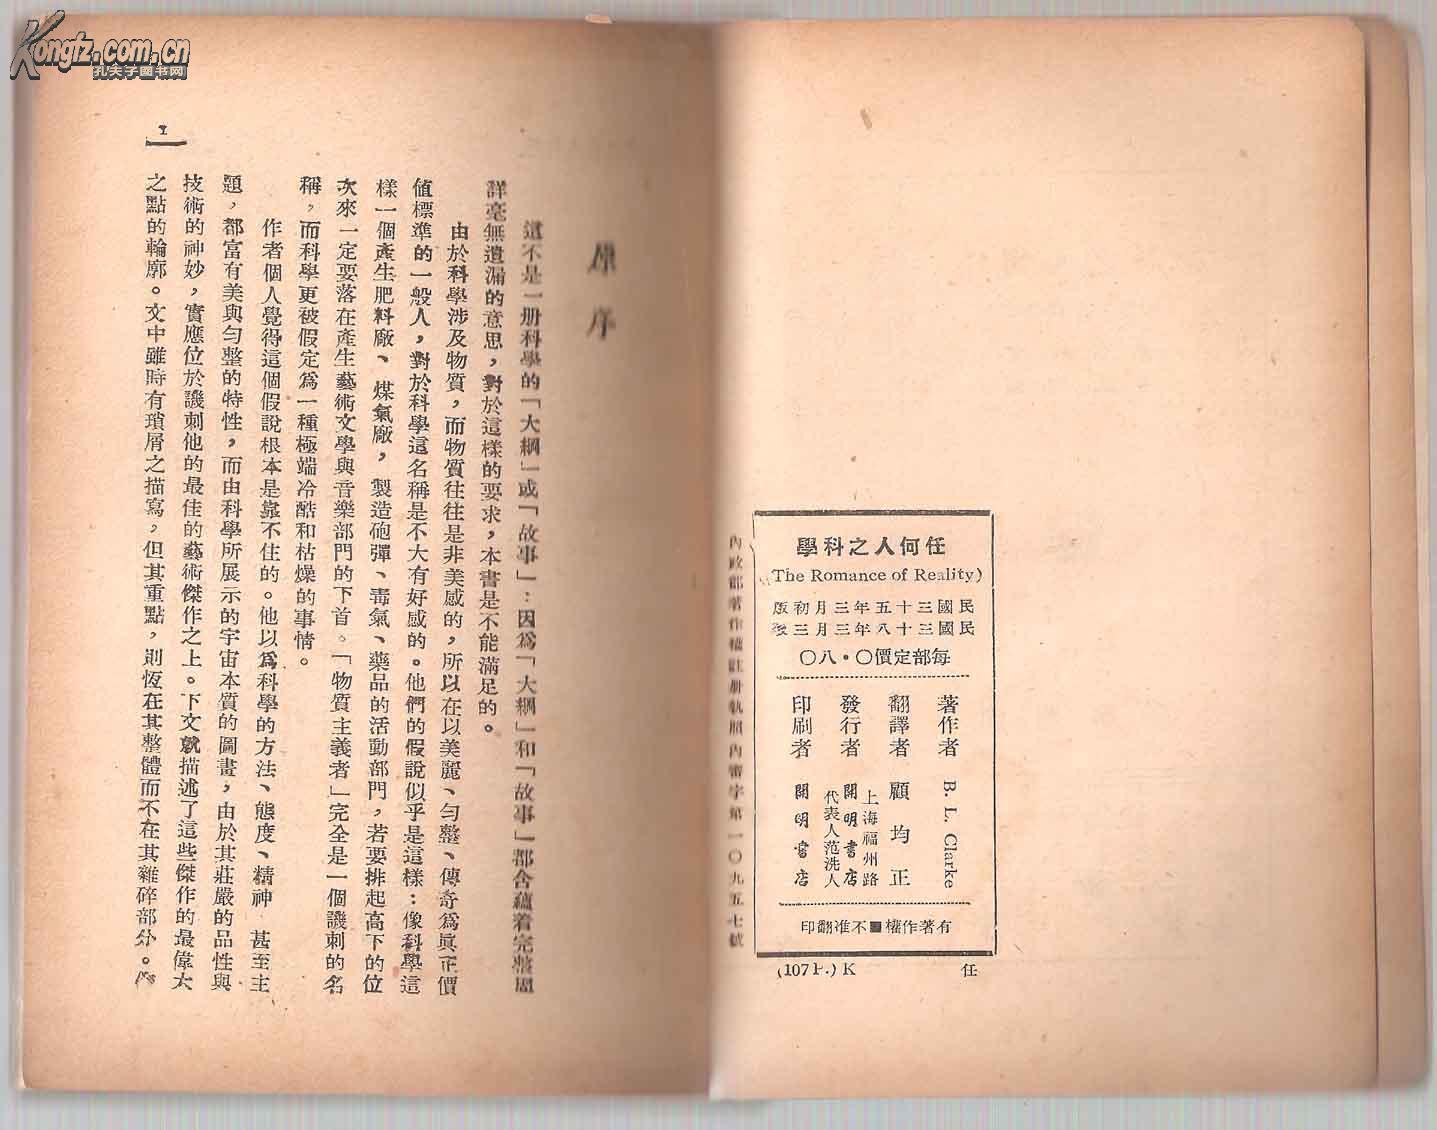 Kongfz.com.cn
孔夫子图书网
任何人之科學
(The Romance of Reality)
民國三十五年三月初版
民國三十八年三月三版
每部定價〇·八〇
著作者 B. L. Clarke
翻譯者 顧均正
發行者
上海福州路
開明書店
代表人范洗人
印刷者 開明書店
有著作權■不准翻印
(107P.) K
任
內政部著作權註册執照內審字第一〇九五七號
原序
這不是一册科學的「大綱」或「故事」：因爲「大綱」和「故事」都含蘊着完整周
詳毫無遺漏的意思，對於這樣的要求，本書是不能滿足的。
由於科學涉及物質，而物質往往是非美感的，所以在以美麗、勻整、傳奇爲眞正價
值標準的一般人，對於科學這名稱是不大有好感的。他們的假說似乎是這樣：像科學這
樣一個產生肥料廠、煤氣廠，製造砲彈、毒氣、藥品的活動部門，若要排起高下的位
次來一定要落在產生藝術文學與音樂部門的下首。「物質主義者」完全是一個譏刺的名
稱，而科學更被假定爲一種極端冷酷和枯燥的事情。
作者個人覺得這個假說根本是靠不住的。他以爲科學的方法、態度、精神 甚至主
題，都富有美與勻整的特性，而由科學所展示的宇宙本質的圖畫，由於其莊嚴的品性與
技術的神妙，實應位於譏刺他的最佳的藝術傑作之上。下文就描述了這些傑作的最偉大
之點的輪廓。文中雖時有瑣屑之描寫，但其重點，則恆在其整體而不在其雜碎部分。
I